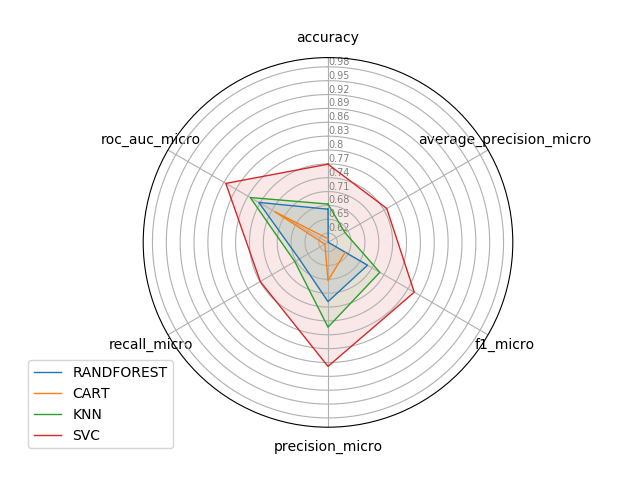 accuracy
0.98
0.95
0.92
0.89
0.86
0.83
0.8
0.77
0.74
0.71
0.68
0.65
0.62
roc_auc_micro
average_precision_micro
recall_micro
f1_micro
precision_micro
RANDFOREST
CART
KNN
SVC